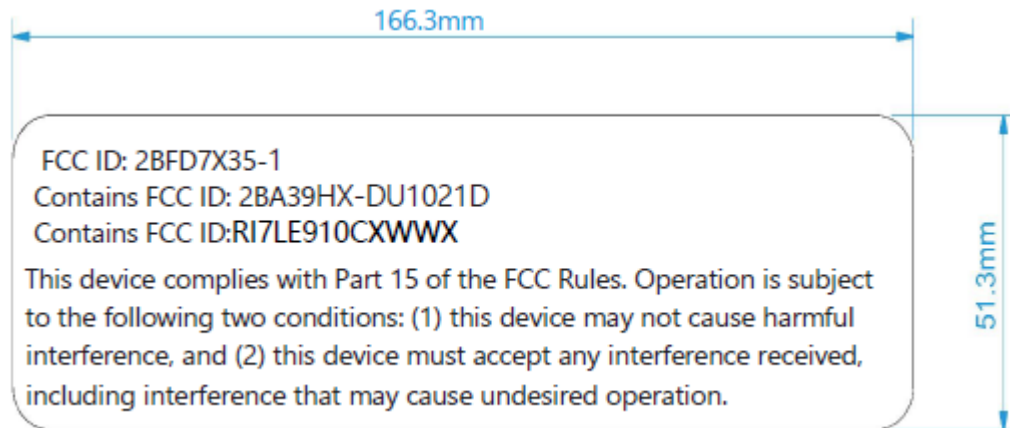 166.3mm
FCC ID: 2BFD7X35-1
Contains FCC ID: 2BA39HX-DU1021D
Contains FCC ID:RI7LE910CXWWX
This device complies with Part 15 of the FCC Rules. Operation is subject
to the following two conditions: (1) this device may not cause harmful
interference, and (2) this device must accept any interference received,
including interference that may cause undesired operation.
51.3mm